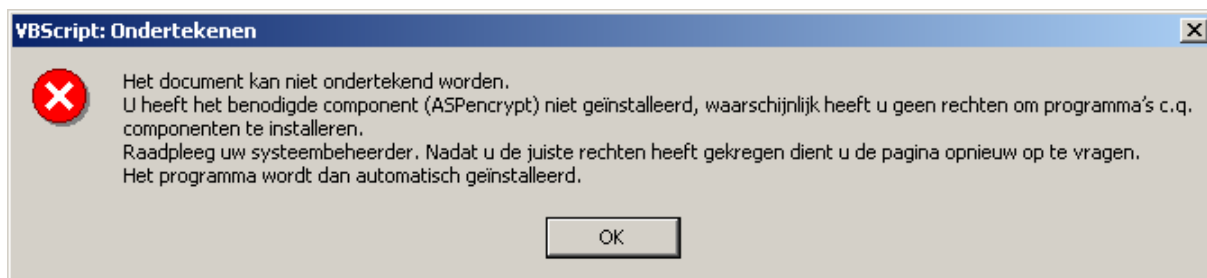 VBScript: Ondertekenen
Het document kan niet ondertekend worden.
U heeft het benodigde component (ASPencrypt) niet geïnstalleerd, waarschijnlijk heeft u geen rechten om programma's c.q.
componenten te installeren.
Raadpleeg uw systeembeheerder. Nadat u de juiste rechten heeft gekregen dient u de pagina opnieuw op te vragen.
Het programma wordt dan automatisch geïnstalleerd.
OK